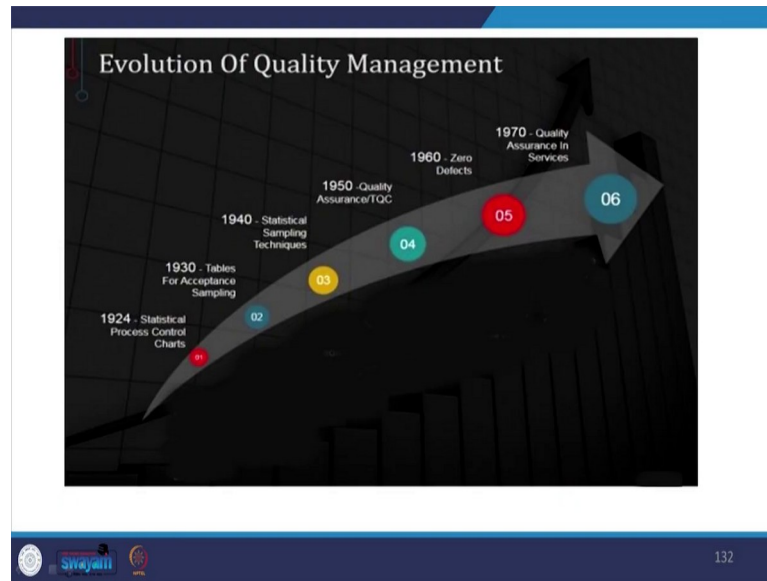 Evolution Of Quality Management
1970 - Quality
Assurance In
Services
1960 - Zero
Defects
1950 -Quality
Assurance/TQC
1940 - Statistical
Sampling
Techniques
1930 - Tables
For Acceptance
Sampling
1924 - Statistical
Process Control
Charts
01
02
03
04
05
06
swayam
132